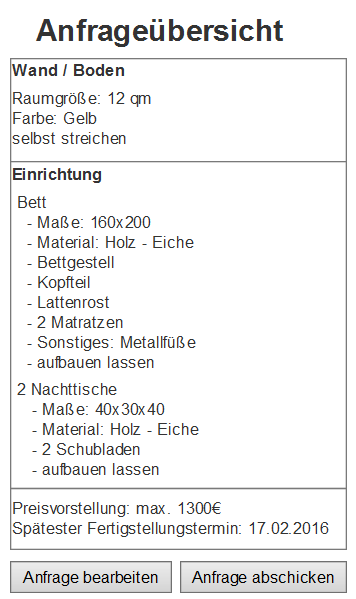 Anfrageübersicht
Wand / Boden
Raumgröße: 12 qm
Farbe: Gelb
selbst streichen
Einrichtung
Bett
- Maße: 160x200
- Material: Holz - Eiche
- Bettgestell
- Kopfteil
- Lattenrost
- 2 Matratzen
- Sonstiges: Metallfüße
- aufbauen lassen
2 Nachttische
- Maße: 40x30x40
- Material: Holz - Eiche
- 2 Schubladen
- aufbauen lassen
Preisvorstellung: max. 1300€
Spätester Fertigstellungstermin: 17.02.2016
Anfrage bearbeiten Anfrage abschicken